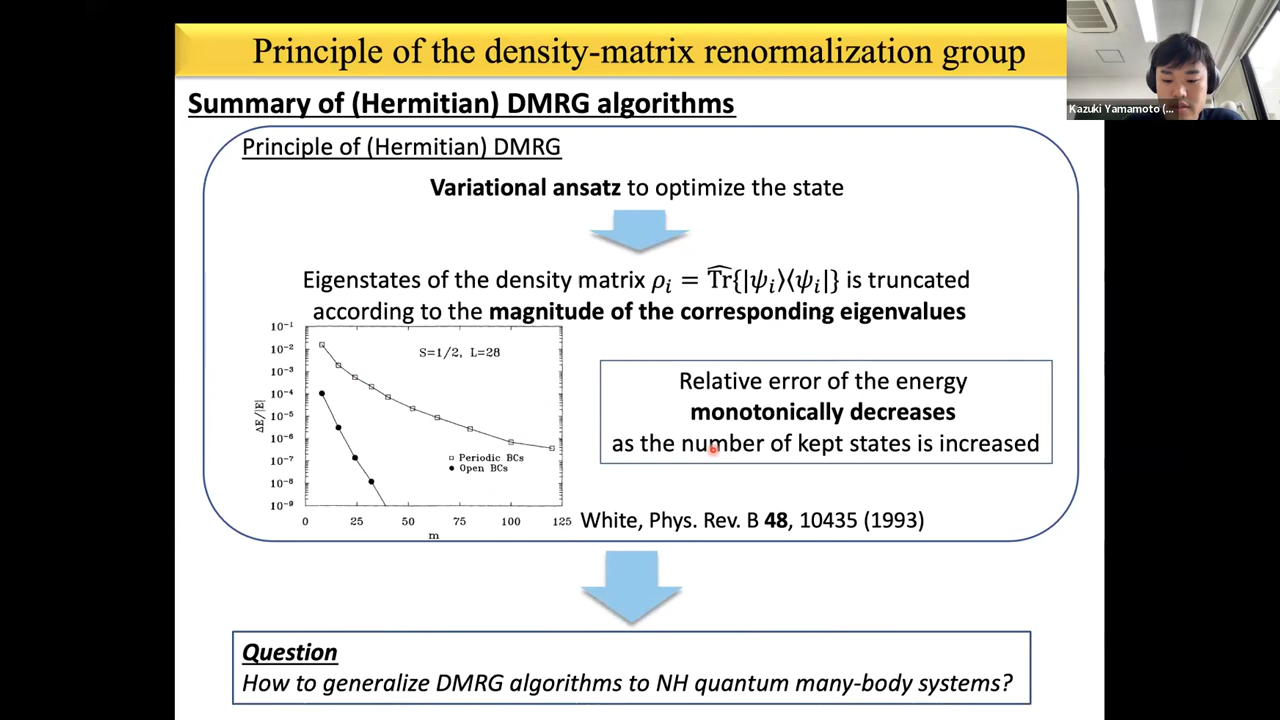 Principle of the density-matrix renormalization group
Kazuki Yamamoto (...
Summary of (Hermitian) DMRG algorithms
Principle of (Hermitian) DMRG
Variational ansatz to optimize the state
Eigenstates of the density matrix ρᵢ = T̂r{|ψᵢ⟩⟨ψᵢ|} is truncated
according to the magnitude of the corresponding eigenvalues
10⁻¹
10⁻²
10⁻³
10⁻⁴
10⁻⁵
10⁻⁶
10⁻⁷
10⁻⁸
10⁻⁹
ΔE/|E|
S=1/2, L=28
Periodic BCs
Open BCs
0 25 50 75 100 125
m
Relative error of the energy
monotonically decreases
as the number of kept states is increased
White, Phys. Rev. B 48, 10435 (1993)
Question
How to generalize DMRG algorithms to NH quantum many-body systems?